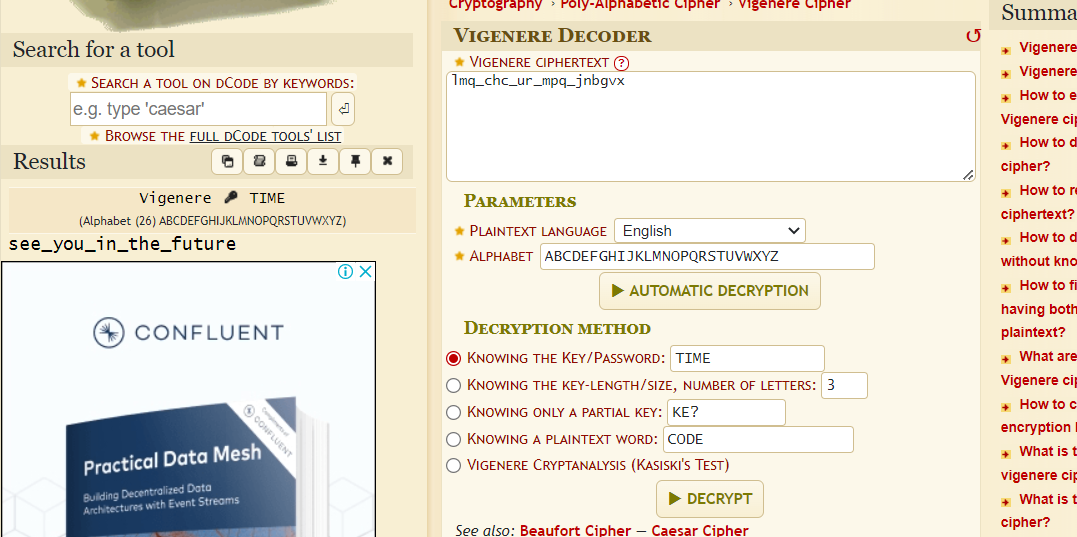 Cryptography › Poly-Alphabetic Cipher › Vigenere Cipher
Search for a tool
SEARCH A TOOL ON DCODE BY KEYWORDS:
e.g. type 'caesar'
BROWSE THE FULL DCODE TOOLS' LIST
Results
Vigenere TIME
(Alphabet (26) ABCDEFGHIJKLMNOPQRSTUVWXYZ)
see_you_in_the_future
CONFLUENT
Compliments of
CONFLUENT
Practical Data Mesh
Building Decentralized Data
Architectures with Event Streams
VIGENERE DECODER
VIGENERE CIPHERTEXT ?
lmq_chc_ur_mpq_jnbgvx
PARAMETERS
PLAINTEXT LANGUAGE English
ALPHABET ABCDEFGHIJKLMNOPQRSTUVWXYZ
▶ AUTOMATIC DECRYPTION
DECRYPTION METHOD
KNOWING THE KEY/PASSWORD: TIME
KNOWING THE KEY-LENGTH/SIZE, NUMBER OF LETTERS: 3
KNOWING ONLY A PARTIAL KEY: KE?
KNOWING A PLAINTEXT WORD: CODE
VIGENERE CRYPTANALYSIS (KASISKI'S TEST)
▶ DECRYPT
See also: Beaufort Cipher — Caesar Cipher
Summa
Vigenere
Vigenere
How to e
Vigenere cip
How to d
cipher?
How to re
ciphertext?
How to d
without kno
How to fi
having both
plaintext?
What are
Vigenere cip
How to c
encryption
What is t
vigenere cip
What is t
cipher?